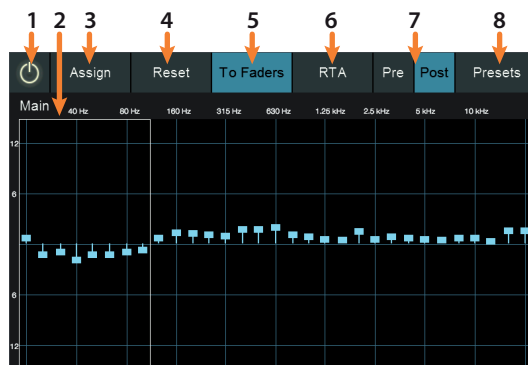 1 2 3 4 5 6 7 8
Assign Reset To Faders RTA Pre Post Presets
Main 40 Hz 80 Hz 160 Hz 315 Hz 630 Hz 1.25 kHz 2.5 kHz 5 kHz 10 kHz
12
6
6
12